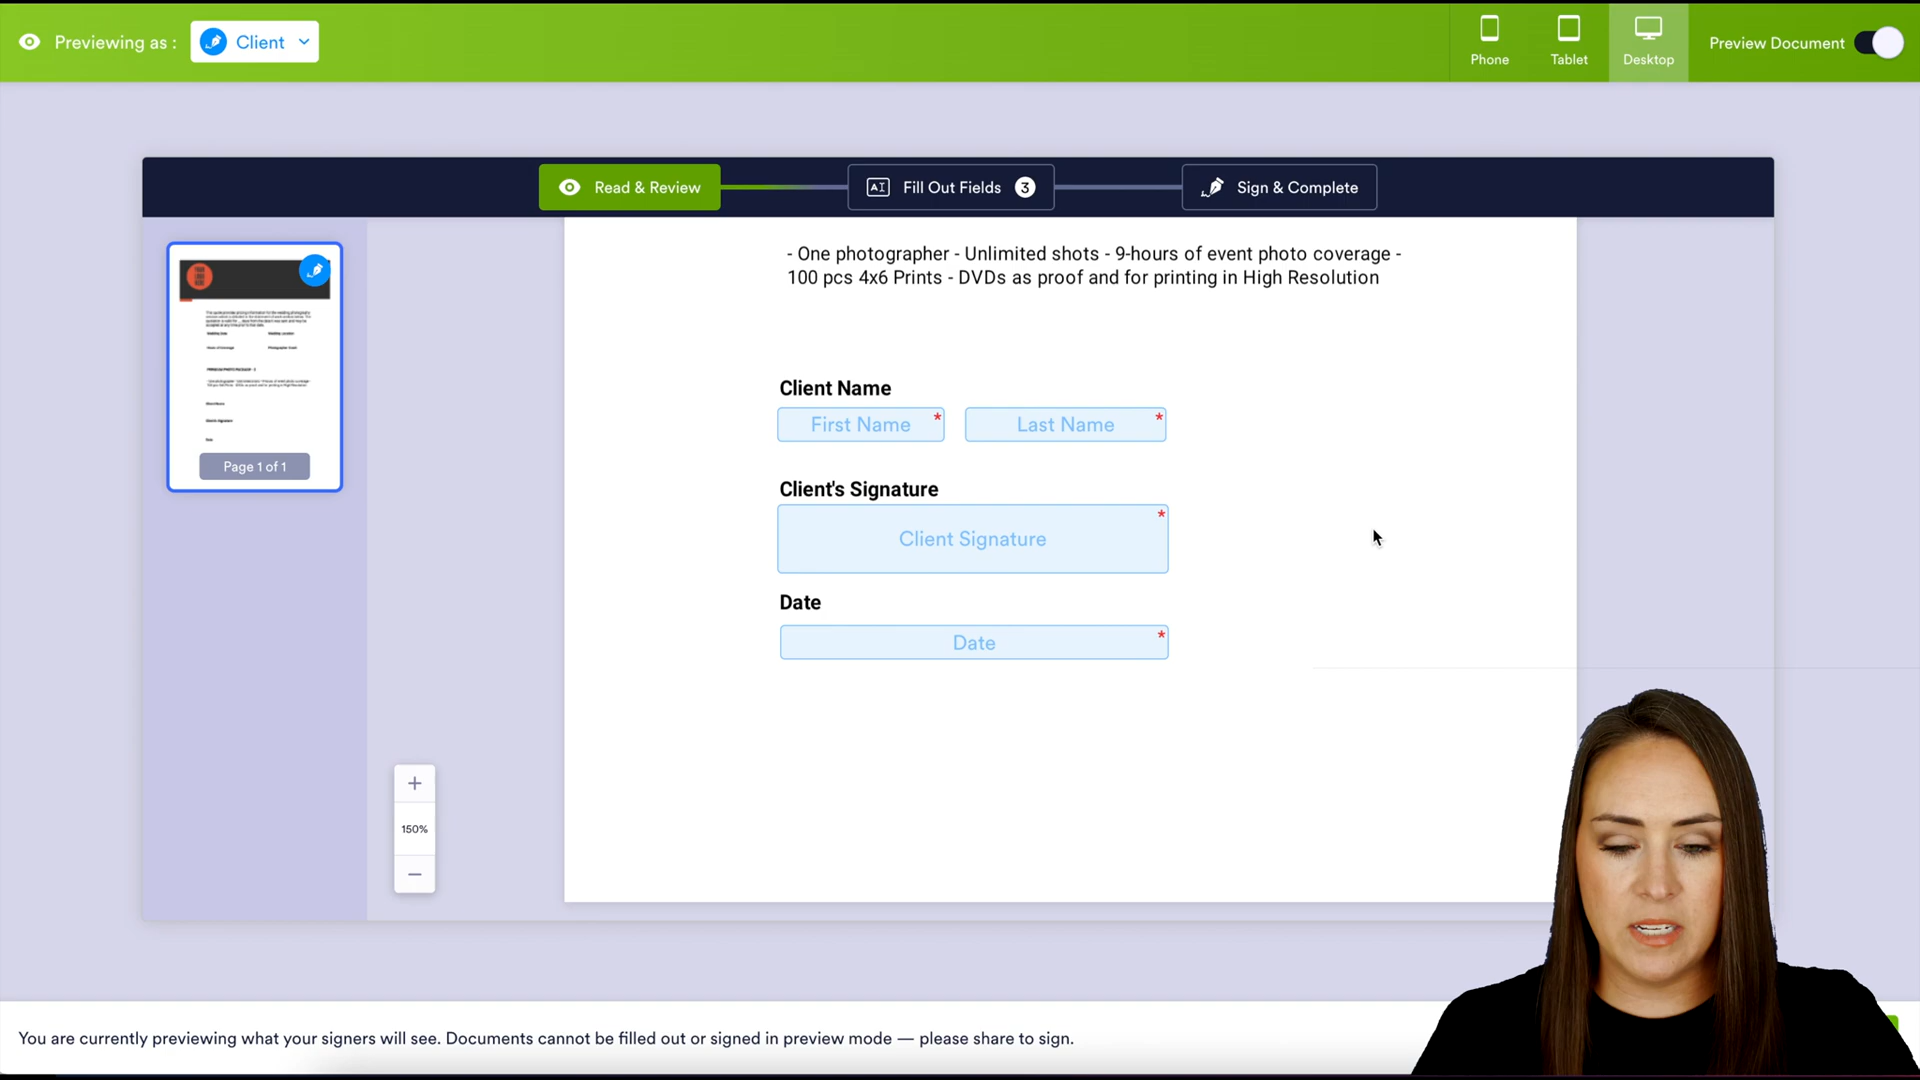 Previewing as :
Client
Phone
Tablet
Desktop
Preview Document
Read & Review
Fill Out Fields 3
Sign & Complete
- One photographer - Unlimited shots - 9-hours of event photo coverage -
100 pcs 4x6 Prints - DVDs as proof and for printing in High Resolution
Client Name
First Name *
Last Name *
Client's Signature
Client Signature *
Date
Date *
Page 1 of 1
150%
You are currently previewing what your signers will see. Documents cannot be filled out or signed in preview mode — please share to sign.